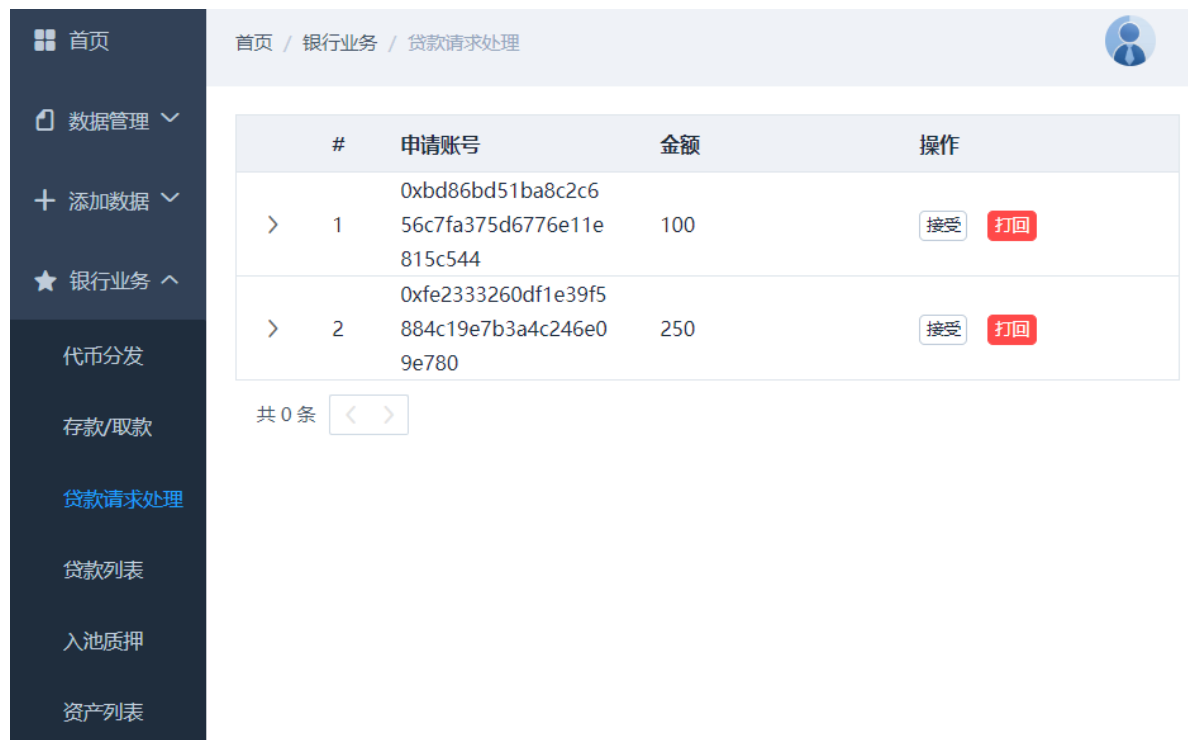 首页
数据管理
添加数据
银行业务
代币分发
存款/取款
贷款请求处理
贷款列表
入池质押
资产列表
首页 / 银行业务 / 贷款请求处理
# 申请账号 金额 操作
0xbd86bd51ba8c2c6
1 56c7fa375d6776e11e 100 接受 打回
815c544
0xfe2333260df1e39f5
2 884c19e7b3a4c246e0 250 接受 打回
9e780
共 0 条